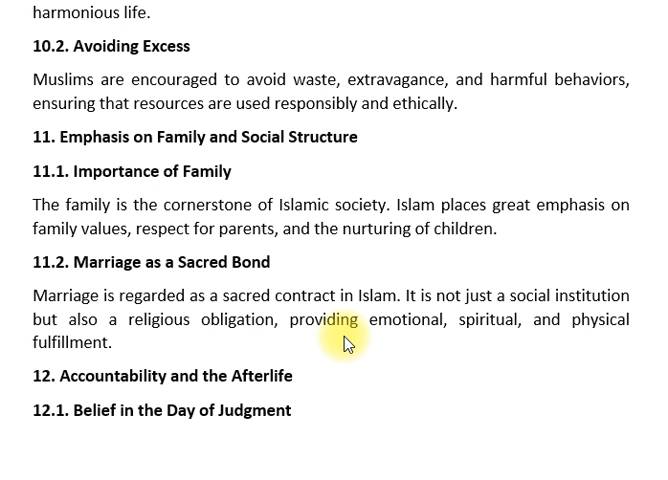 harmonious life.
10.2. Avoiding Excess
Muslims are encouraged to avoid waste, extravagance, and harmful behaviors,
ensuring that resources are used responsibly and ethically.
11. Emphasis on Family and Social Structure
11.1. Importance of Family
The family is the cornerstone of Islamic society. Islam places great emphasis on
family values, respect for parents, and the nurturing of children.
11.2. Marriage as a Sacred Bond
Marriage is regarded as a sacred contract in Islam. It is not just a social institution
but also a religious obligation, providing emotional, spiritual, and physical
fulfillment.
12. Accountability and the Afterlife
12.1. Belief in the Day of Judgment